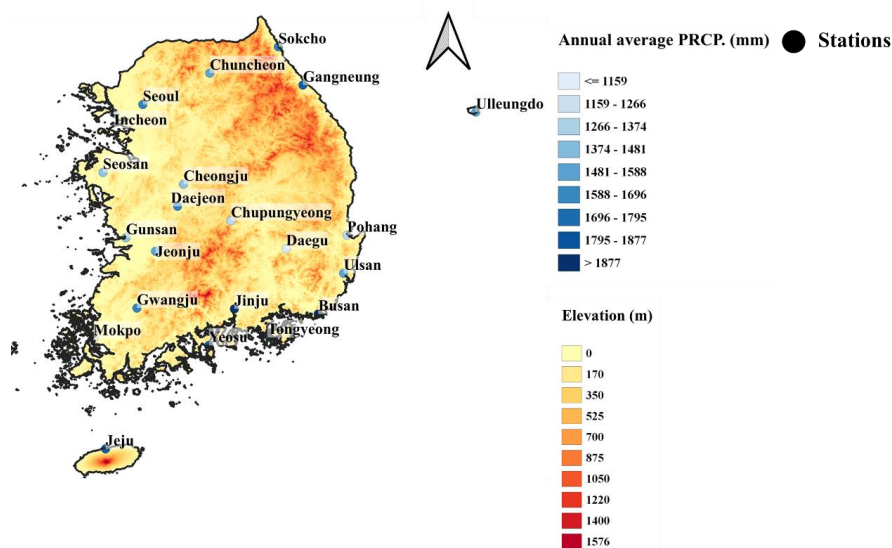 Sokcho
Chuncheon
Gangneung
Seoul
Incheon
Ulleungdo
Seosan
Cheongju
Daejeon
Chupungyeong
Gunsan
Pohang
Daegu
Jeonju
Ulsan
Gwangju
Jinju
Busan
Mokpo
Tongyeong
Yeosu
Jeju
Annual average PRCP. (mm)
<= 1159
1159 - 1266
1266 - 1374
1374 - 1481
1481 - 1588
1588 - 1696
1696 - 1795
1795 - 1877
> 1877
Stations
Elevation (m)
0
170
350
525
700
875
1050
1220
1400
1576